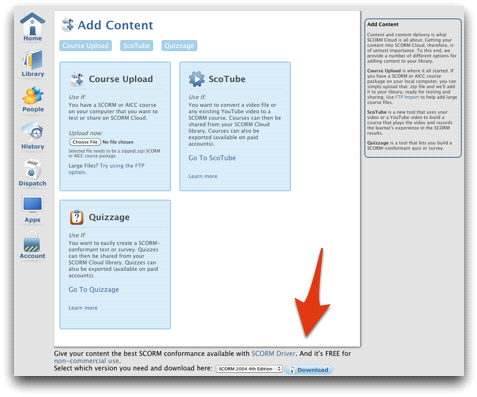 Home
Library
People
History
Dispatch
Apps
Account
Add Content
Course Upload
ScoTube
Quizzage
Course Upload
Use If:
You have a SCORM or AICC course
on your computer that you want to
test or share on SCORM Cloud.
Upload now:
Choose File No file chosen
Selected file needs to be a zipped(.zip) SCORM
or AICC course package.
Large Files? Try using the FTP
option.
ScoTube
Use If:
You want to convert a video file or
any existing YouTube video to a
SCORM course. Courses can then be
shared from your SCORM Cloud
library. Courses can also be
exported (available on paid
accounts).
Go To ScoTube
Learn more
Quizzage
Use If:
You want to easily create a SCORM-
conformant test or survey. Quizzes
can then be shared from your
SCORM Cloud library. Quizzes can
also be exported (available on paid
accounts).
Go To Quizzage
Learn more
Add Content
Content and content delivery is what
SCORM Cloud is all about. Getting your
content into SCORM Cloud, therefore, is
of utmost importance. To this end, we
provide a number of different options for
adding content to your library.
Course Upload is where it all started. If
you have a SCORM or AICC course
package on your local computer, you can
simply upload that .zip file and we'll add
it to your library, ready for testing and
sharing. Use FTP Import to help add large
course files.
ScoTube is a new tool that uses your
video or a YouTube video to build a
course that plays the video and records
the learner's experience in the SCORM
results.
Quizzage is a tool that lets you build a
SCORM-conformant quiz or survey.
Give your content the best SCORM conformance available with SCORM Driver. And it's FREE for
non-commercial use.
Select which version you need and download here: SCORM 2004 4th Edition Download